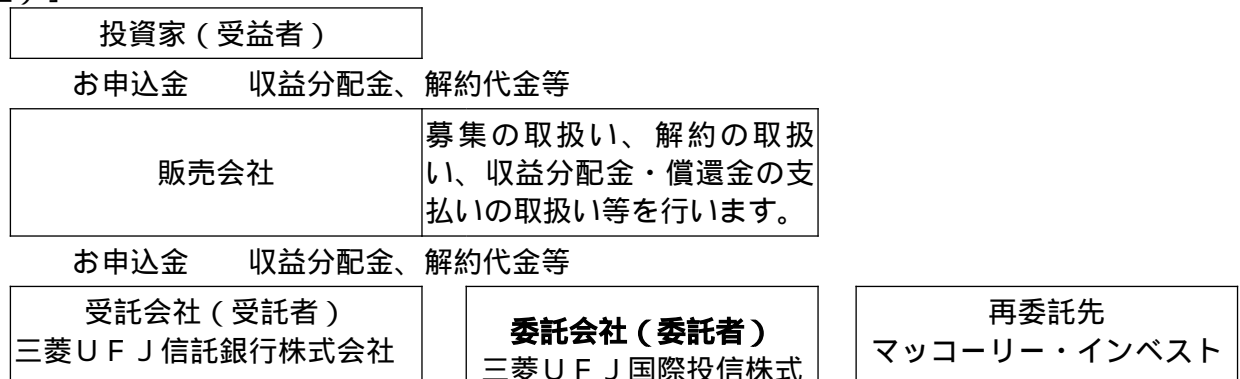 投資家（受益者）
お申込金　　収益分配金、解約代金等
販売会社
募集の取扱い、解約の取扱
い、収益分配金・償還金の支
払いの取扱い等を行います。
お申込金　　収益分配金、解約代金等
受託会社（受託者）
三菱ＵＦＪ信託銀行株式会社
委託会社（委託者）
三菱ＵＦＪ国際投信株式
再委託先
マッコーリー・インベスト